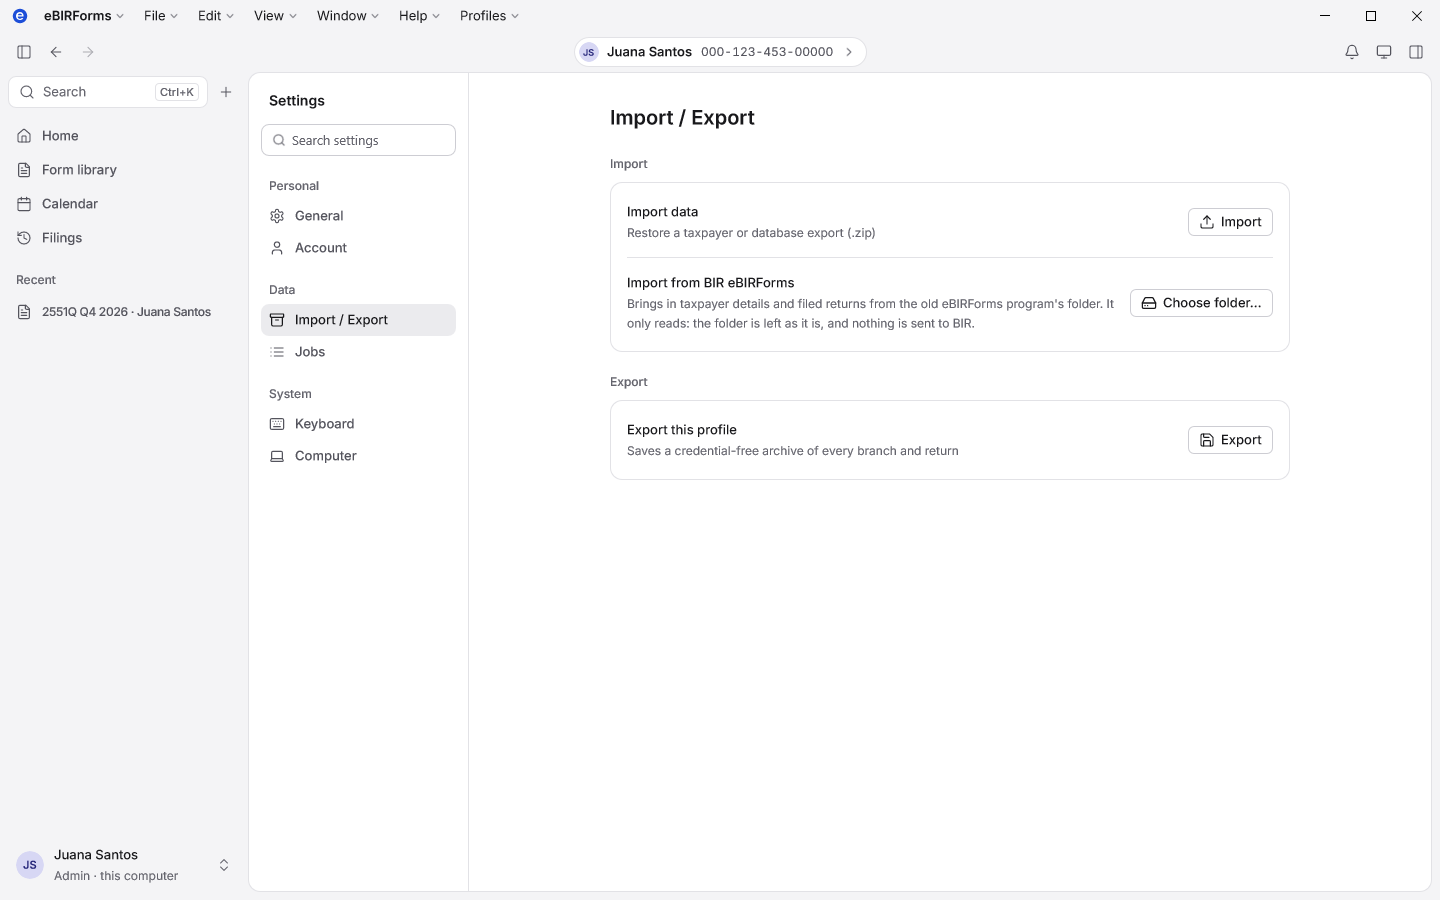 eBIRForms
File
Edit
View
Window
Help
Profiles
JS
Juana Santos
000-123-453-00000
Search
Ctrl+K
Home
Form library
Calendar
Filings
Recent
2551Q Q4 2026 · Juana Santos
JS
Juana Santos
Admin · this computer
Settings
Search settings
Personal
General
Account
Data
Import / Export
Jobs
System
Keyboard
Computer
Import / Export
Import
Import data
Restore a taxpayer or database export (.zip)
Import
Import from BIR eBIRForms
Brings in taxpayer details and filed returns from the old eBIRForms program's folder. It
only reads: the folder is left as it is, and nothing is sent to BIR.
Choose folder...
Export
Export this profile
Saves a credential-free archive of every branch and return
Export